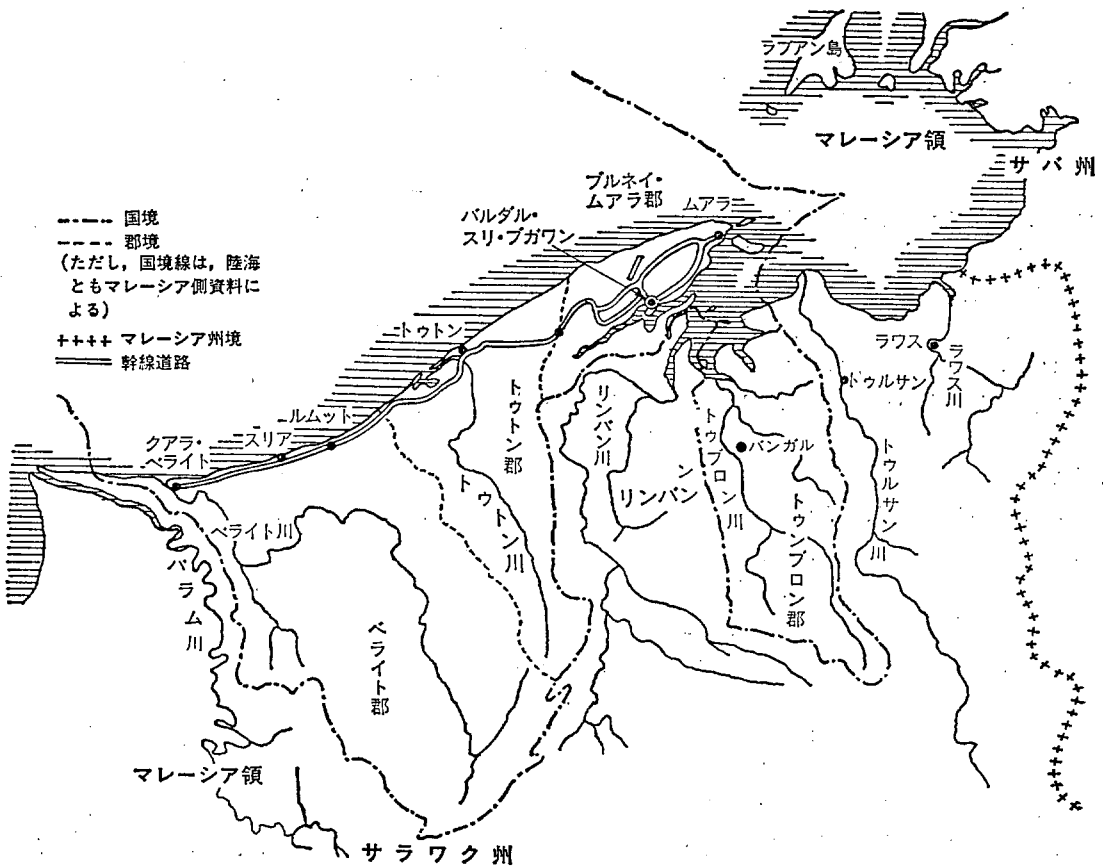 ラブアン島
マレーシア領
サバ州
ブルネイ・
ムアラ郡
ムアラ
バルダル・
スリ・ブガワン
国境
郡境
(ただし,国境線は,陸海
ともマレーシア側資料に
よる)
++++ マレーシア州境
幹線道路
トゥトン
ラワス
ラワス川
トゥルサン
ルムット
スリア
クアラ・
ベライト
トゥトン郡
リンバン川
トゥブロン川
バンガル
リンバン
トゥトン川
トゥルサン川
トゥンブロン郡
ベライト川
バラム川
ベライト郡
マレーシア領
サラワク州